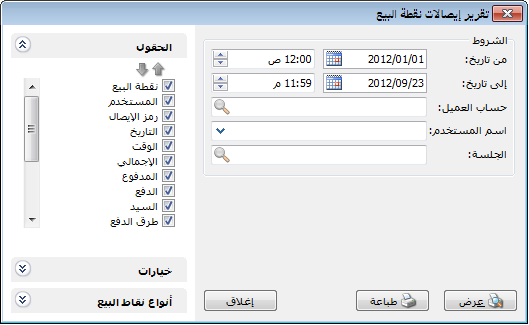 تقرير إيصالات نقطة البيع
الشروط
من تاريخ: 2012/01/01 12:00 ص
إلى تاريخ: 2012/09/23 11:59 م
حساب العميل:
اسم المستخدم:
الجلسة:
الحقول
نقطة البيع
المستخدم
رمز الإيصال
التاريخ
الوقت
الإجمالي
المدفوع
الدفع
السيد
طرق الدفع
خيارات
أنواع نقاط البيع
عرض
طباعة
إغلاق